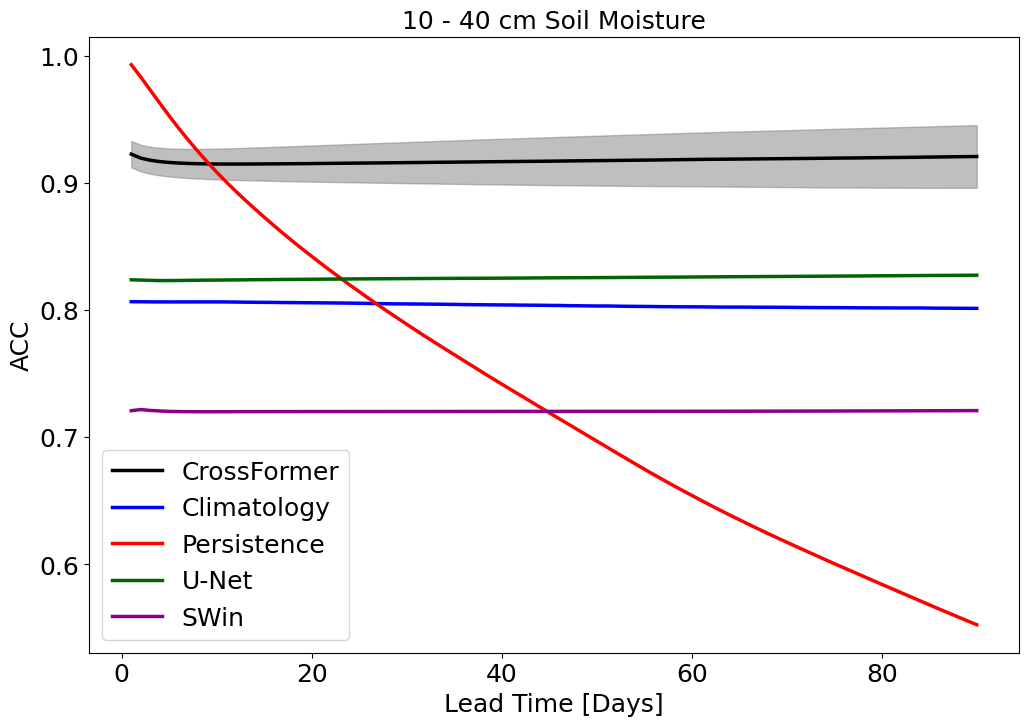 10 - 40 cm Soil Moisture
1.0
0.9
0.8
0.7
0.6
ACC
CrossFormer
Climatology
Persistence
U-Net
SWin
0 20 40 60 80
Lead Time [Days]